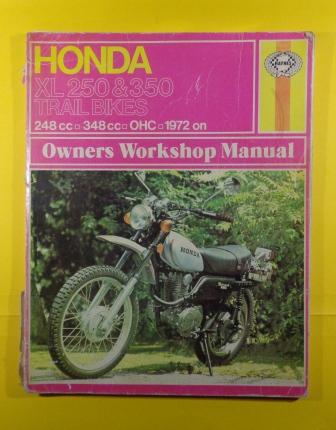 HONDA
HAYNES
XL 250 & 350
TRAIL BIKES
248 cc □ 348 cc □ OHC □ 1972 on
Owners Workshop Manual
HONDA